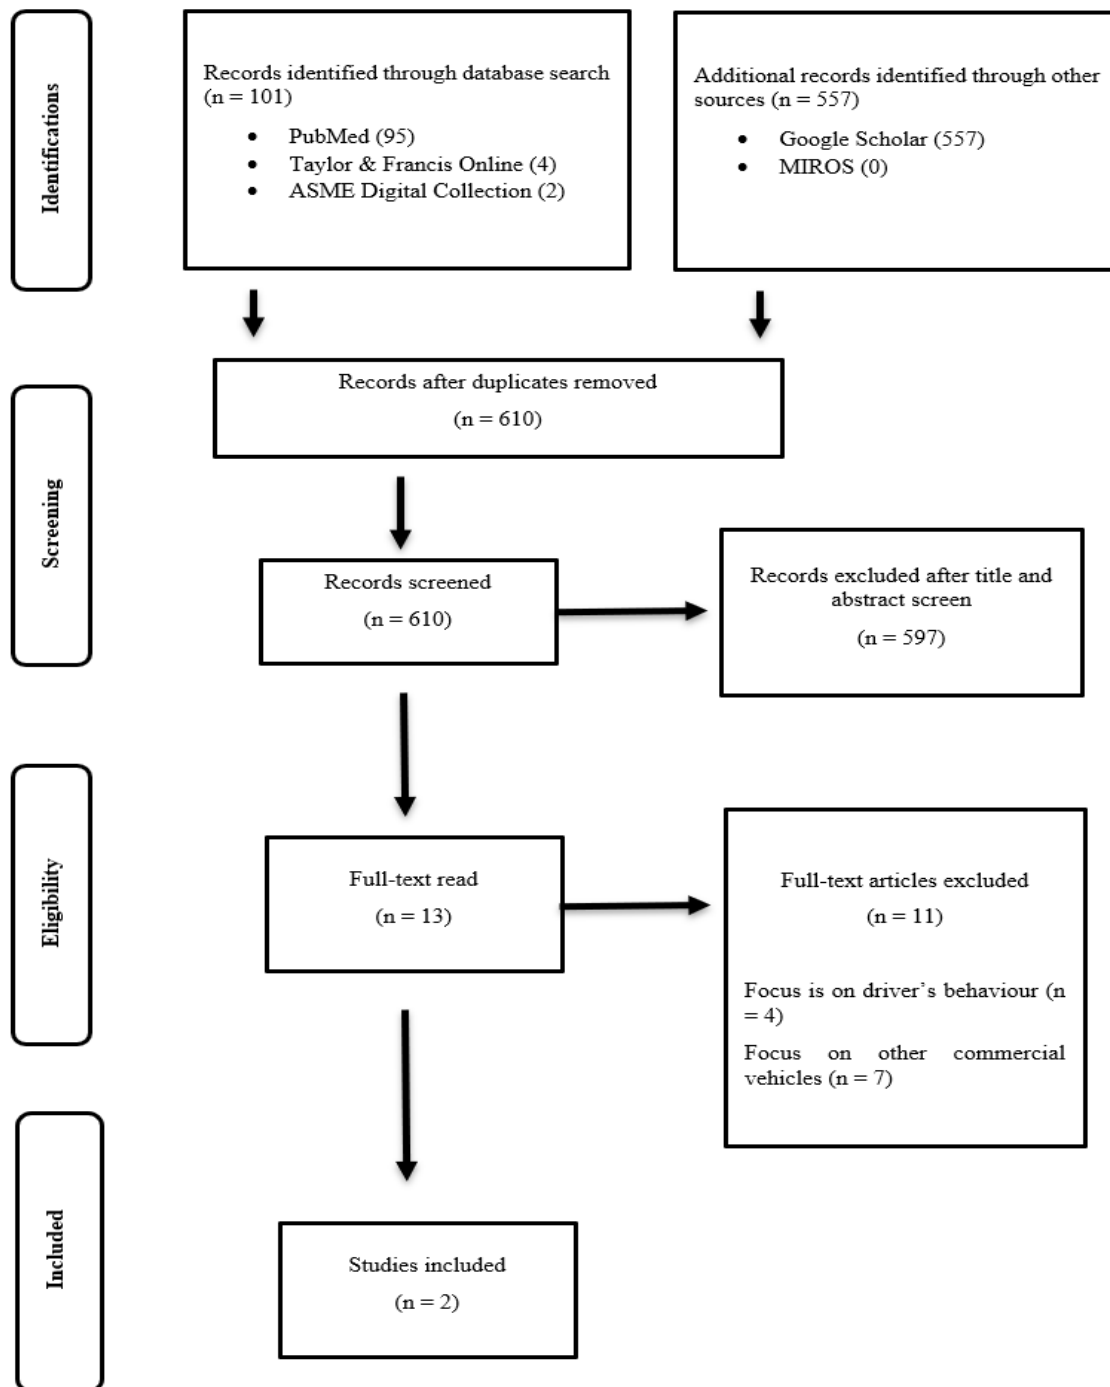 Identifications
Records identified through database search
(n = 101)
• PubMed (95)
• Taylor & Francis Online (4)
• ASME Digital Collection (2)
Additional records identified through other
sources (n = 557)
• Google Scholar (557)
• MIROS (0)
Records after duplicates removed
(n = 610)
Screening
Records screened
(n = 610)
Records excluded after title and
abstract screen
(n = 597)
Eligibility
Full-text read
(n = 13)
Full-text articles excluded
(n = 11)
Focus is on driver's behaviour (n
= 4)
Focus on other commercial
vehicles (n = 7)
Included
Studies included
(n = 2)